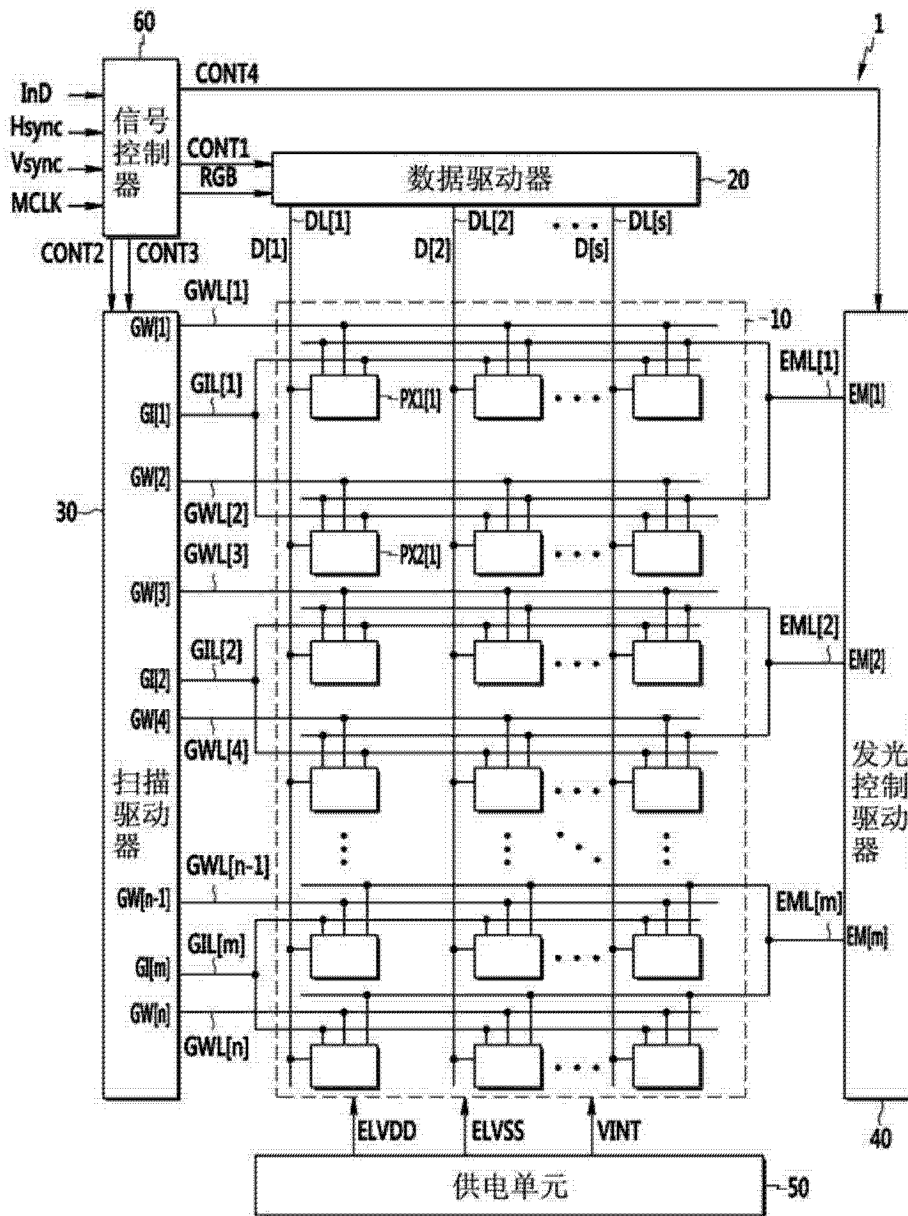 60
1
CONT4
InD
Hsync
Vsync
MCLK
信号
控制
器
CONT1
RGB
数据驱动器
20
CONT2
CONT3
DL[1]
DL[2]
DL[s]
D[1]
D[2]
D[s]
GWL[1]
10
GW[1]
EML[1]
GIL[1]
PX1[1]
EM[1]
GI[1]
GW[2]
30
GWL[2]
PX2[1]
GWL[3]
GW[3]
EML[2]
GIL[2]
EM[2]
GI[2]
GW[4]
GWL[4]
扫描
驱动
器
发光
控制
驱动
器
GWL[n-1]
GW[n-1]
EML[m]
GIL[m]
EM[m]
GI[m]
GW[n]
GWL[n]
ELVDD
ELVSS
VINT
40
供电单元
50